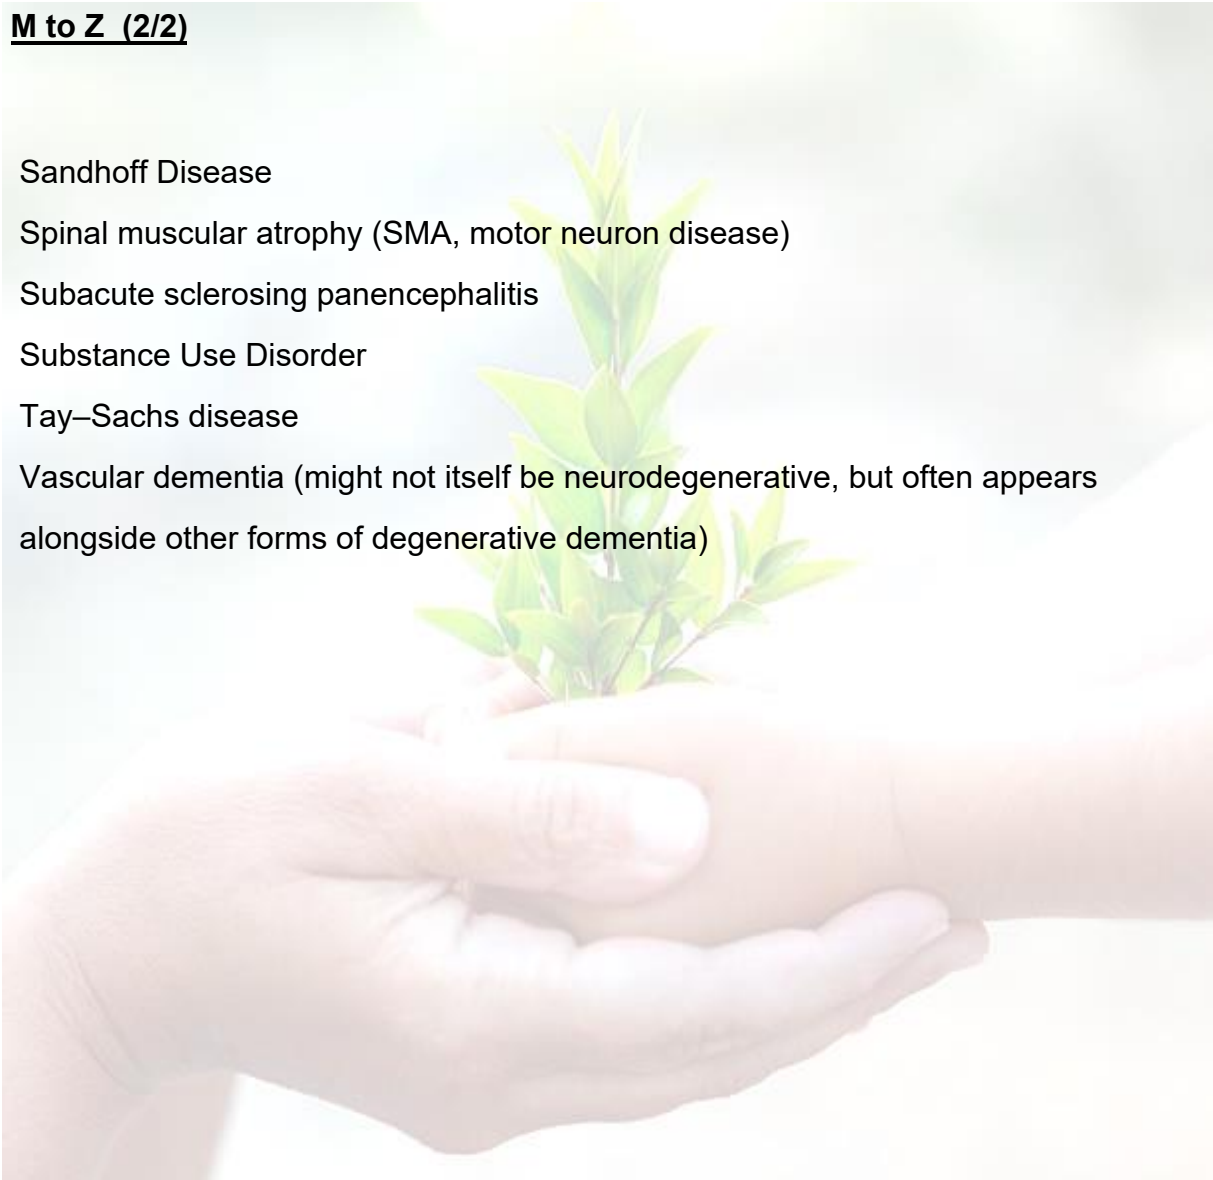 M to Z (2/2)
Sandhoff Disease
Spinal muscular atrophy (SMA, motor neuron disease)
Subacute sclerosing panencephalitis
Substance Use Disorder
Tay–Sachs disease
Vascular dementia (might not itself be neurodegenerative, but often appears
alongside other forms of degenerative dementia)